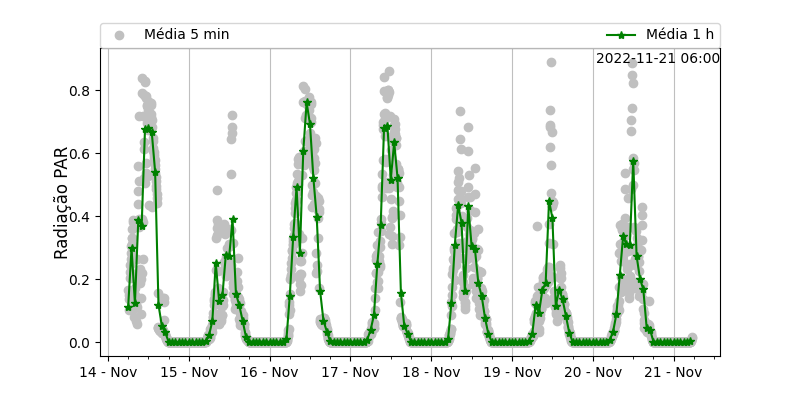 Média 5 min
Média 1 h
2022-11-21 06:00
Radiação PAR
0.8
0.6
0.4
0.2
0.0
14 - Nov
15 - Nov
16 - Nov
17 - Nov
18 - Nov
19 - Nov
20 - Nov
21 - Nov